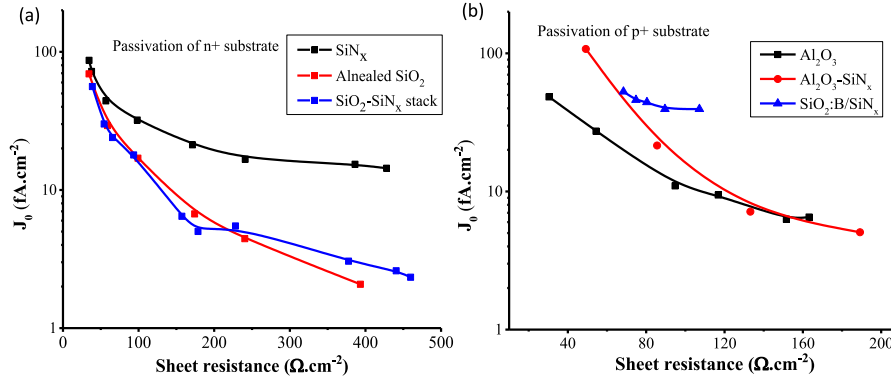 (a)
Passivation of n+ substrate
SiNx
Alnealed SiO2
SiO2-SiNx stack
100
10
1
J0 (fA.cm-2)
0 100 200 300 400 500
Sheet resistance (Ω.cm-2)
(b)
Passivation of p+ substrate
Al2O3
Al2O3-SiNx
SiO2:B/SiNx
100
10
1
J0 (fA.cm-2)
40 80 120 160 200
Sheet resistance (Ω.cm-2)